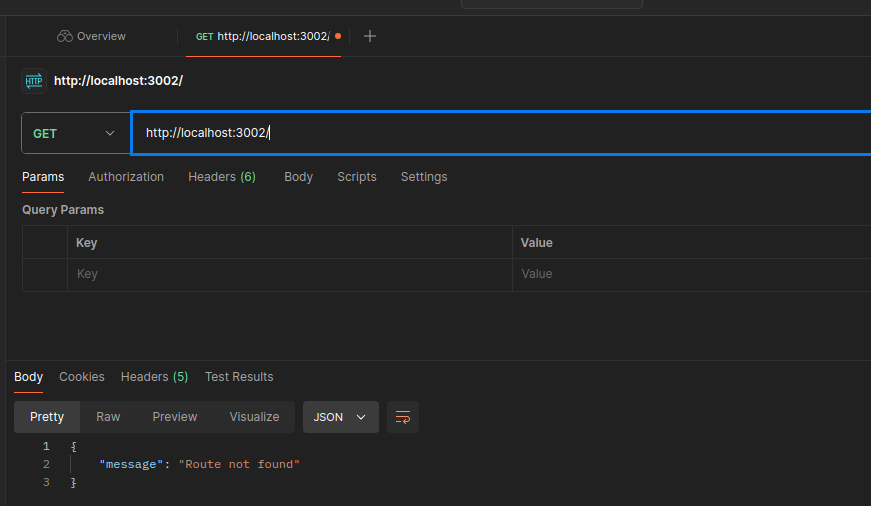 Overview GET http://localhost:3002/
HTTP http://localhost:3002/
GET http://localhost:3002/
Params Authorization Headers (6) Body Scripts Settings
Query Params
Key Value
Key Value
Body Cookies Headers (5) Test Results
Pretty Raw Preview Visualize JSON
1 {
2 "message": "Route not found"
3 }